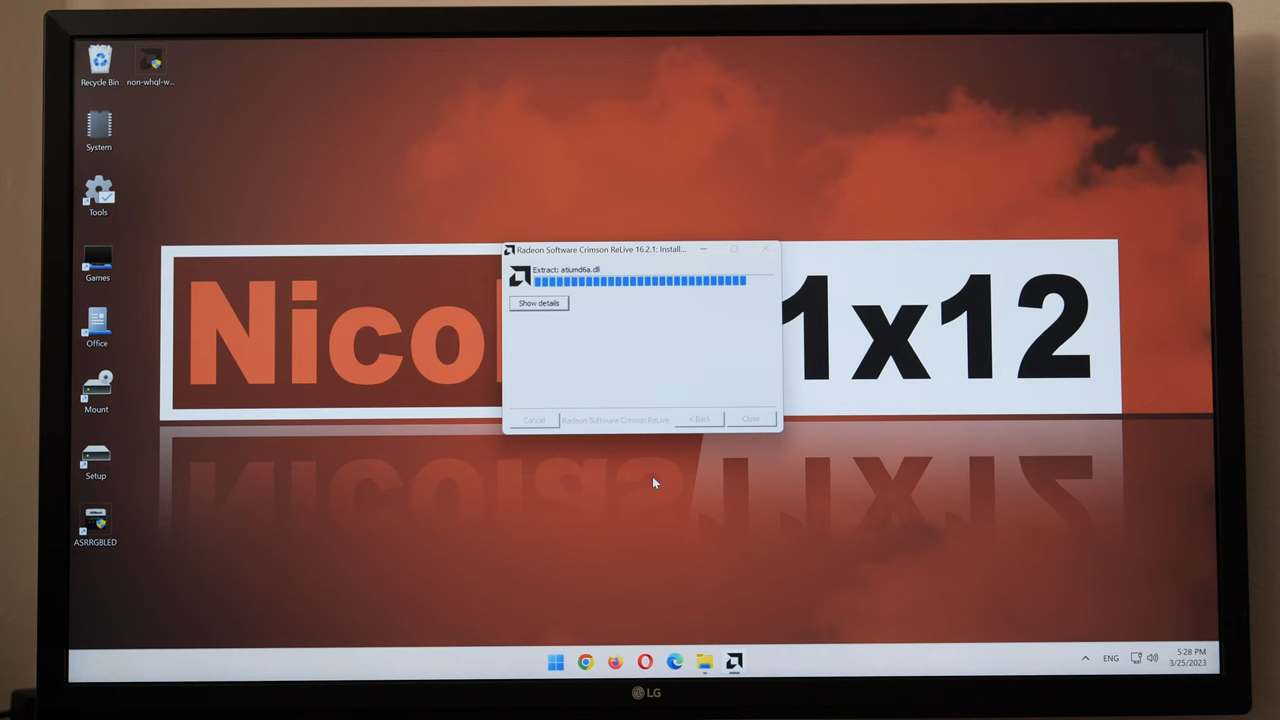 Recycle Bin
non-whql-w...
System
Tools
Games
Office
Mount
Setup
ASRRGBLED
Radeon Software Crimson ReLive 16.2.1: Install...
Extract: atiumd6a.dll
Show details
Cancel
Radeon Software Crimson ReLive
< Back
Close
Nicol
11x12
ENG
5:28 PM
3/25/2023
LG